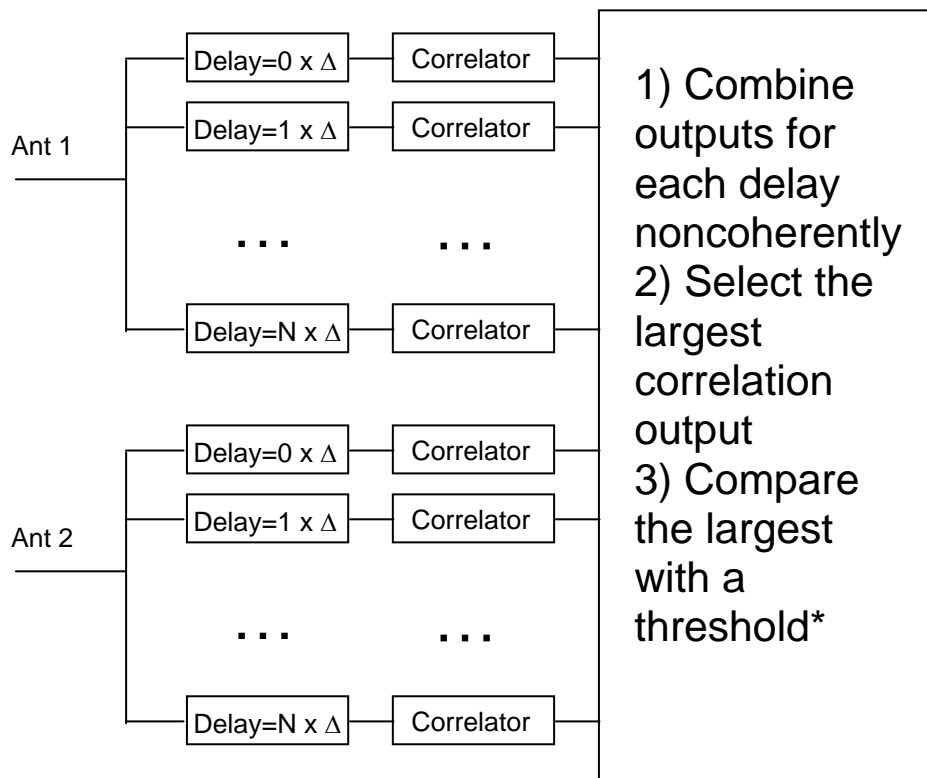 Ant 1
Delay=0 x Δ Correlator
Delay=1 x Δ Correlator
... ...
Delay=N x Δ Correlator
Ant 2
Delay=0 x Δ Correlator
Delay=1 x Δ Correlator
... ...
Delay=N x Δ Correlator
1) Combine
outputs for
each delay
noncoherently
2) Select the
largest
correlation
output
3) Compare
the largest
with a
threshold*